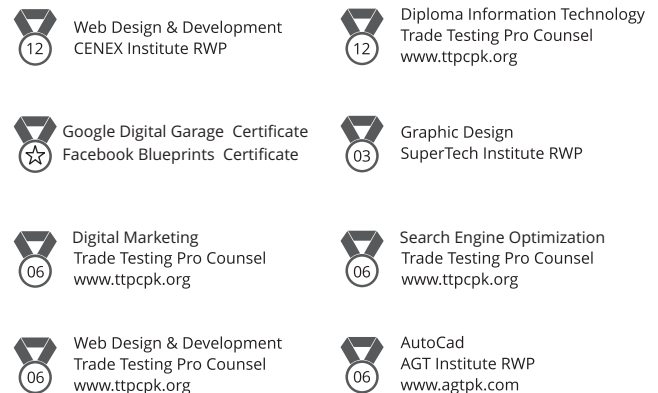 12
Web Design & Development
CENEX Institute RWP
12
Diploma Information Technology
Trade Testing Pro Counsel
www.ttpcpk.org
Google Digital Garage Certificate
Facebook Blueprints Certificate
03
Graphic Design
SuperTech Institute RWP
06
Digital Marketing
Trade Testing Pro Counsel
www.ttpcpk.org
06
Search Engine Optimization
Trade Testing Pro Counsel
www.ttpcpk.org
06
Web Design & Development
Trade Testing Pro Counsel
www.ttpcpk.org
06
AutoCad
AGT Institute RWP
www.agtpk.com